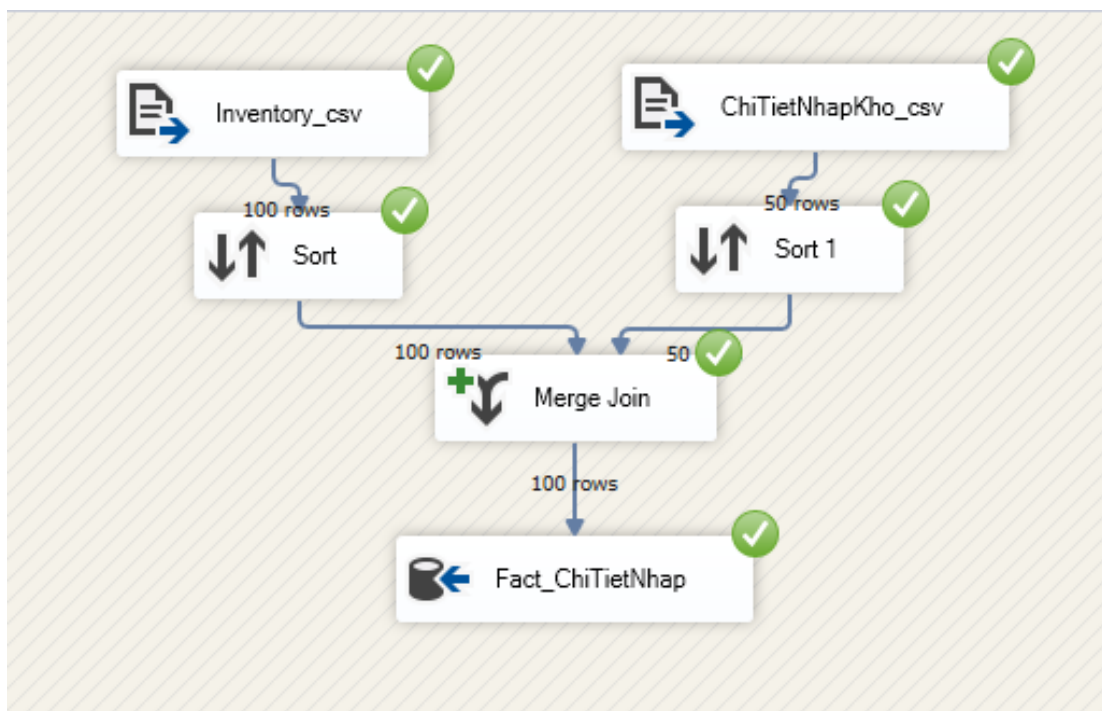 Inventory_csv
ChiTietNhapKho_csv
100 rows
50 rows
Sort
Sort 1
100 rows
50
Merge Join
100 rows
Fact_ChiTietNhap